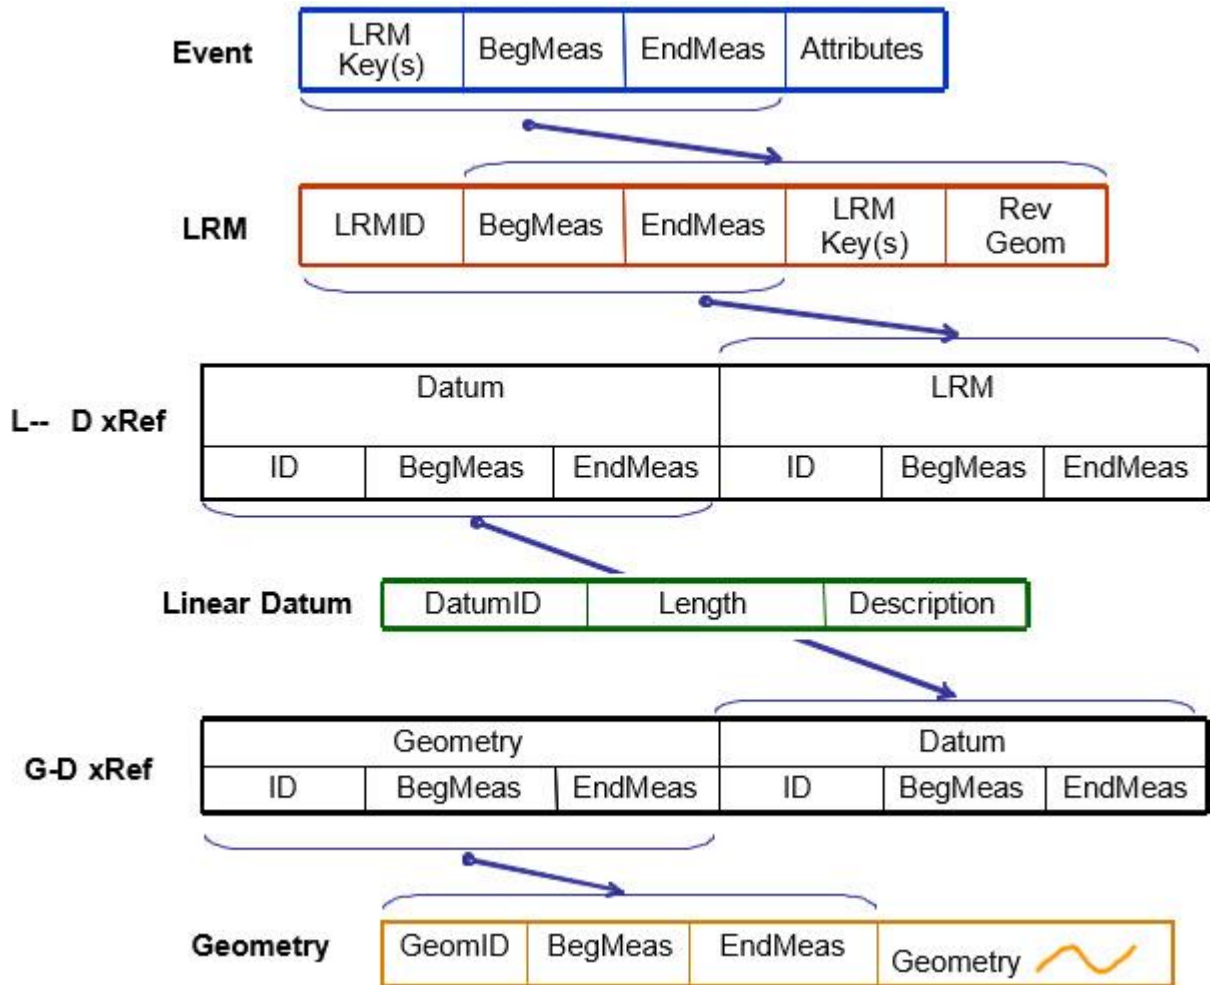 Event
LRM
Key(s)
BegMeas
EndMeas
Attributes
LRM
LRMID
BegMeas
EndMeas
LRM
Key(s)
Rev
Geom
L--  D xRef
Datum
LRM
ID
BegMeas
EndMeas
ID
BegMeas
EndMeas
Linear Datum
DatumID
Length
Description
G-D xRef
Geometry
Datum
ID
BegMeas
EndMeas
ID
BegMeas
EndMeas
Geometry
GeomID
BegMeas
EndMeas
Geometry